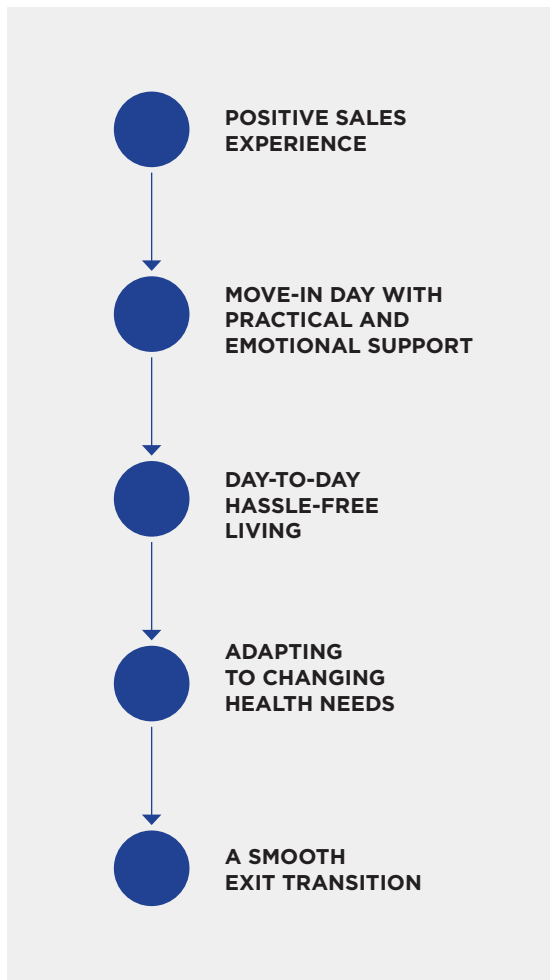 POSITIVE SALES
EXPERIENCE
MOVE-IN DAY WITH
PRACTICAL AND
EMOTIONAL SUPPORT
DAY-TO-DAY
HASSLE-FREE
LIVING
ADAPTING
TO CHANGING
HEALTH NEEDS
A SMOOTH
EXIT TRANSITION